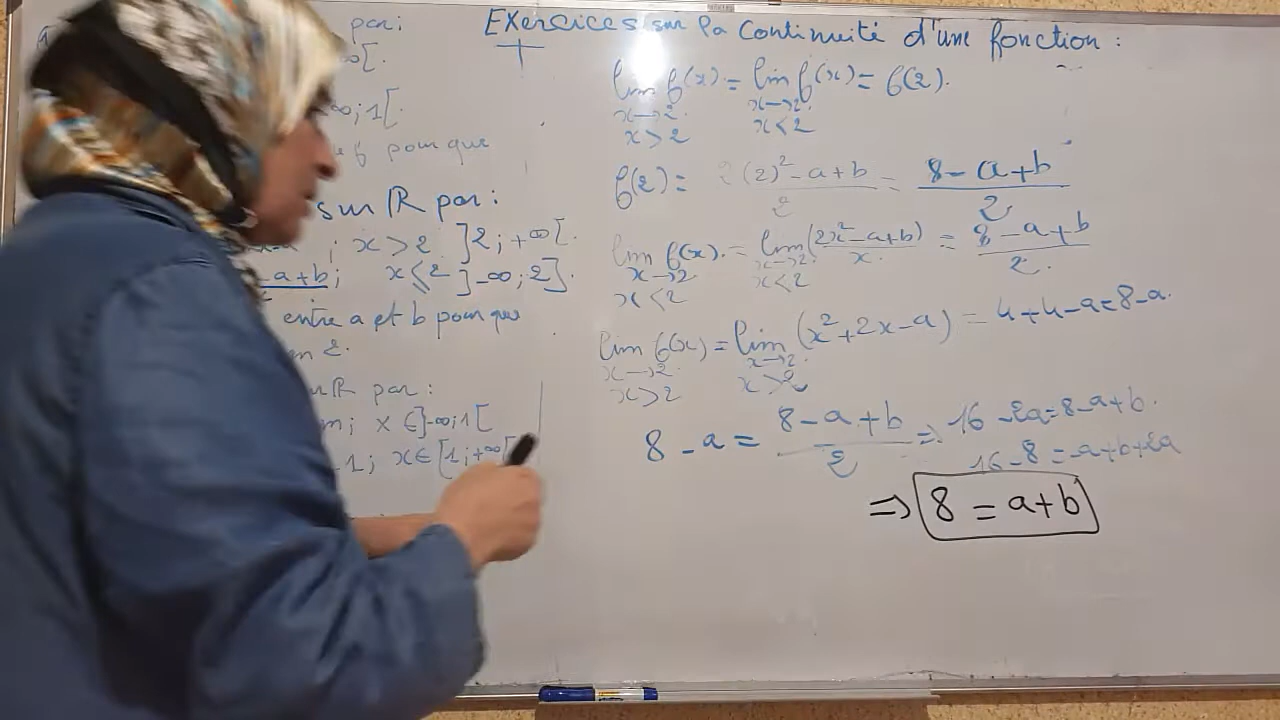 Exercices sur la Continuité d'une fonction :
par:
∞[.
∞;1[.
f pour que
sur ℝ par:
; x>2 ]2;+∞[.
-a+b; x≤2 ]-∞;2].
entre a et b pour que
en 2.
ℝ par:
m; x∈]-∞;1[
-1; x∈[1;+∞[
lim f(x) = lim f(x) = f(2).
x→2 x→2
x>2 x<2
f(2) = (2(2)²-a+b)/2 = (8-a+b)/2
lim f(x) = lim (2x²-a+b)/x = (8-a+b)/2.
x→2 x→2
x<2 x<2
lim f(x) = lim (x²+2x-a) = 4+4-a=8-a.
x→2 x→2
x>2 x>2
8-a = (8-a+b)/2 ⇒ 16-2a=8-a+b.
16-8=-a+b+2a
⇒ 8=a+b